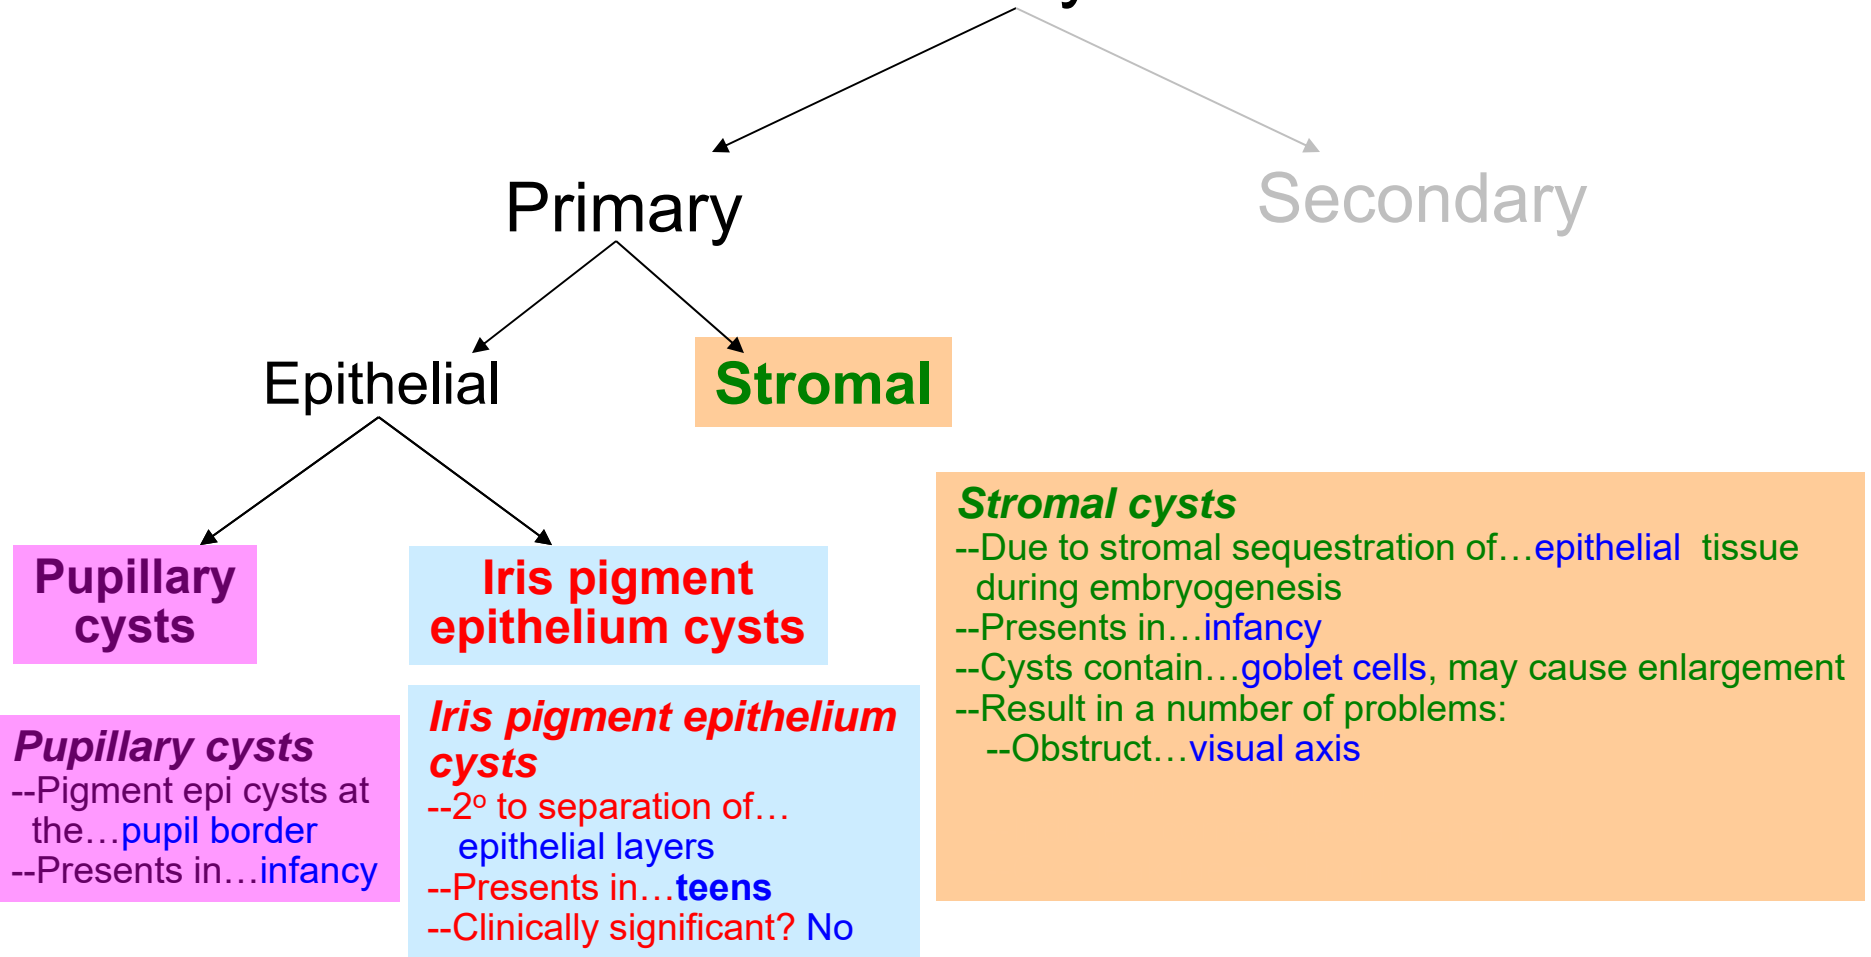 Primary
Secondary
Epithelial
Stromal
Pupillary
cysts
Iris pigment
epithelium cysts
Stromal cysts
--Due to stromal sequestration of…epithelial tissue
during embryogenesis
--Presents in…infancy
--Cysts contain…goblet cells, may cause enlargement
--Result in a number of problems:
--Obstruct…visual axis
Pupillary cysts
--Pigment epi cysts at
the…pupil border
--Presents in…infancy
Iris pigment epithelium
cysts
--2º to separation of…
epithelial layers
--Presents in…teens
--Clinically significant? No